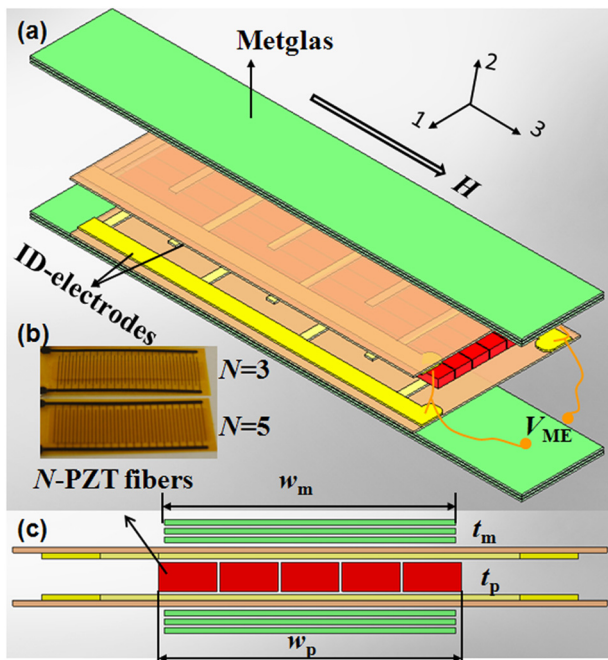 (a)
Metglas
2
1
3
H
ID-electrodes
(b)
N=3
N=5
V_ME
N-PZT fibers
w_m
(c)
t_m
t_p
w_p